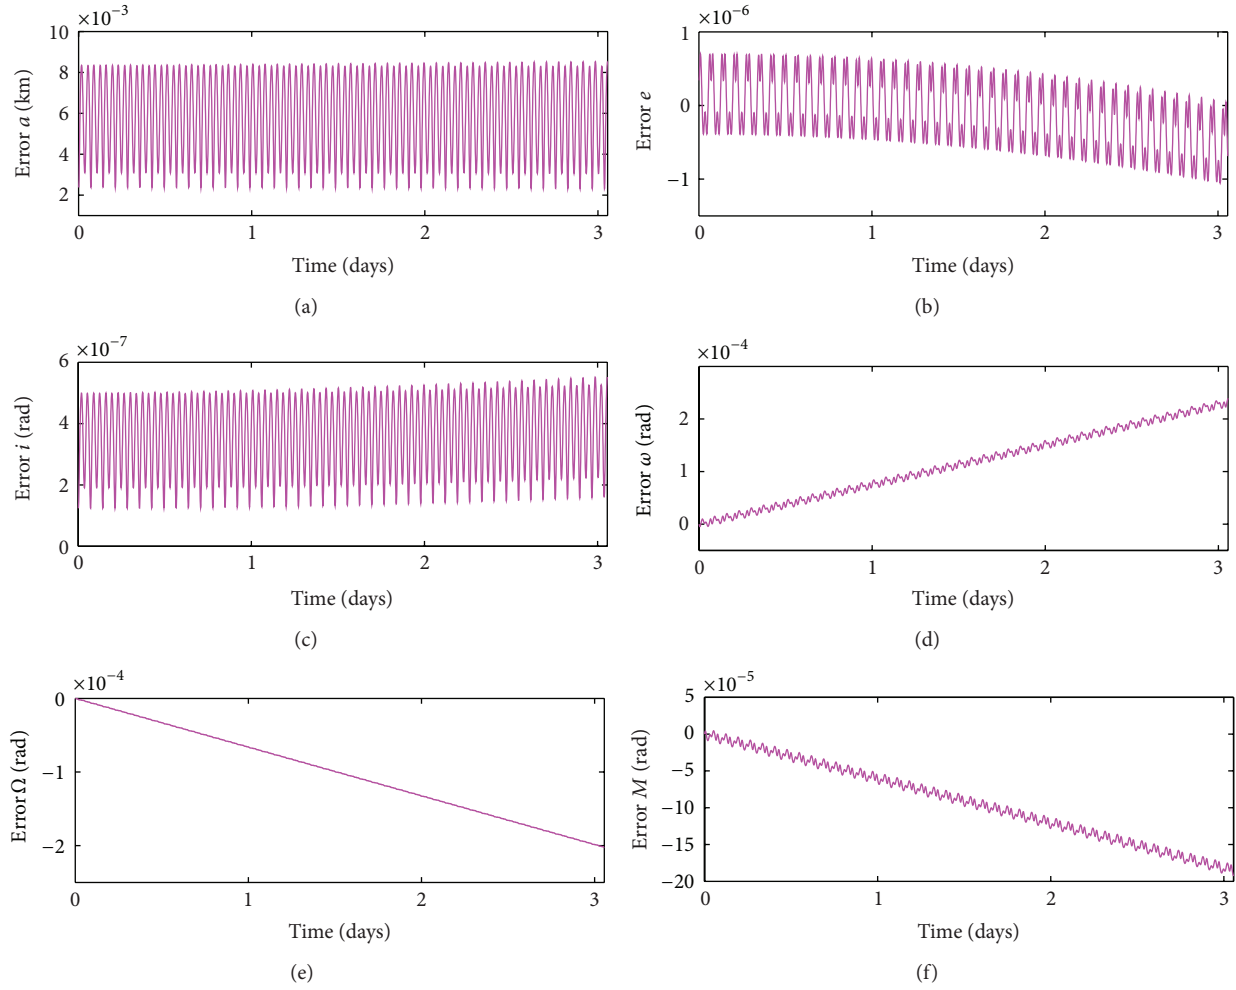 ×10⁻³
10
8
6
4
2
Error a (km)
0 1 2 3
Time (days)
(a)
×10⁻⁶
1
0
−1
Error e
0 1 2 3
Time (days)
(b)
×10⁻⁷
6
4
2
0
Error i (rad)
0 1 2 3
Time (days)
(c)
×10⁻⁴
2
1
0
Error ω (rad)
0 1 2 3
Time (days)
(d)
×10⁻⁴
0
−1
−2
Error Ω (rad)
0 1 2 3
Time (days)
(e)
×10⁻⁵
5
0
−5
−10
−15
−20
Error M (rad)
0 1 2 3
Time (days)
(f)